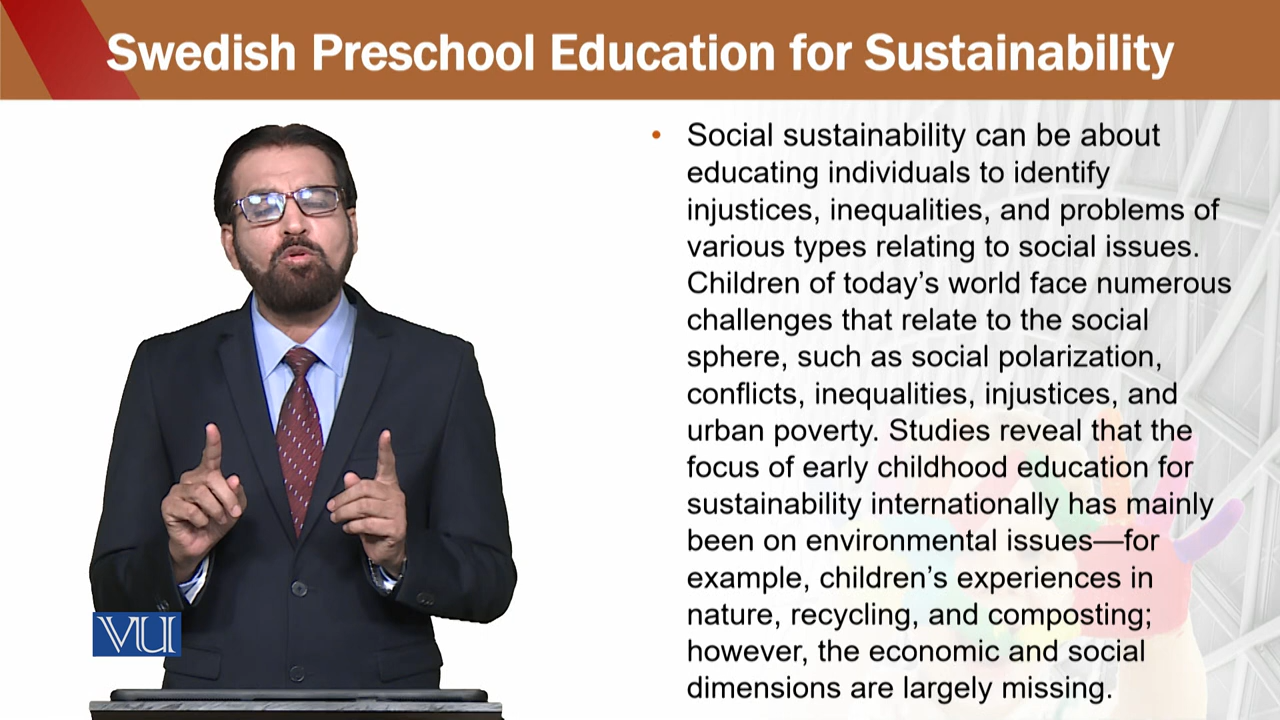 Swedish Preschool Education for Sustainability
• Social sustainability can be about
educating individuals to identify
injustices, inequalities, and problems of
various types relating to social issues.
Children of today’s world face numerous
challenges that relate to the social
sphere, such as social polarization,
conflicts, inequalities, injustices, and
urban poverty. Studies reveal that the
focus of early childhood education for
sustainability internationally has mainly
been on environmental issues—for
example, children’s experiences in
nature, recycling, and composting;
however, the economic and social
dimensions are largely missing.
VU